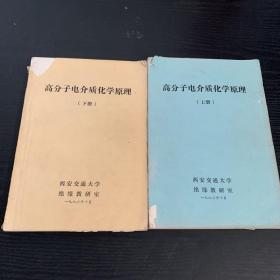 高分子电介质化学原理
（下册）
西安交通大学
绝缘教研室
高分子电介质化学原理
（上册）
西安交通大学
绝缘教研室